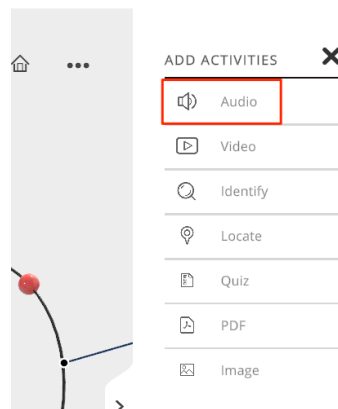 ADD ACTIVITIES
Audio
Video
Identify
Locate
Quiz
PDF
Image